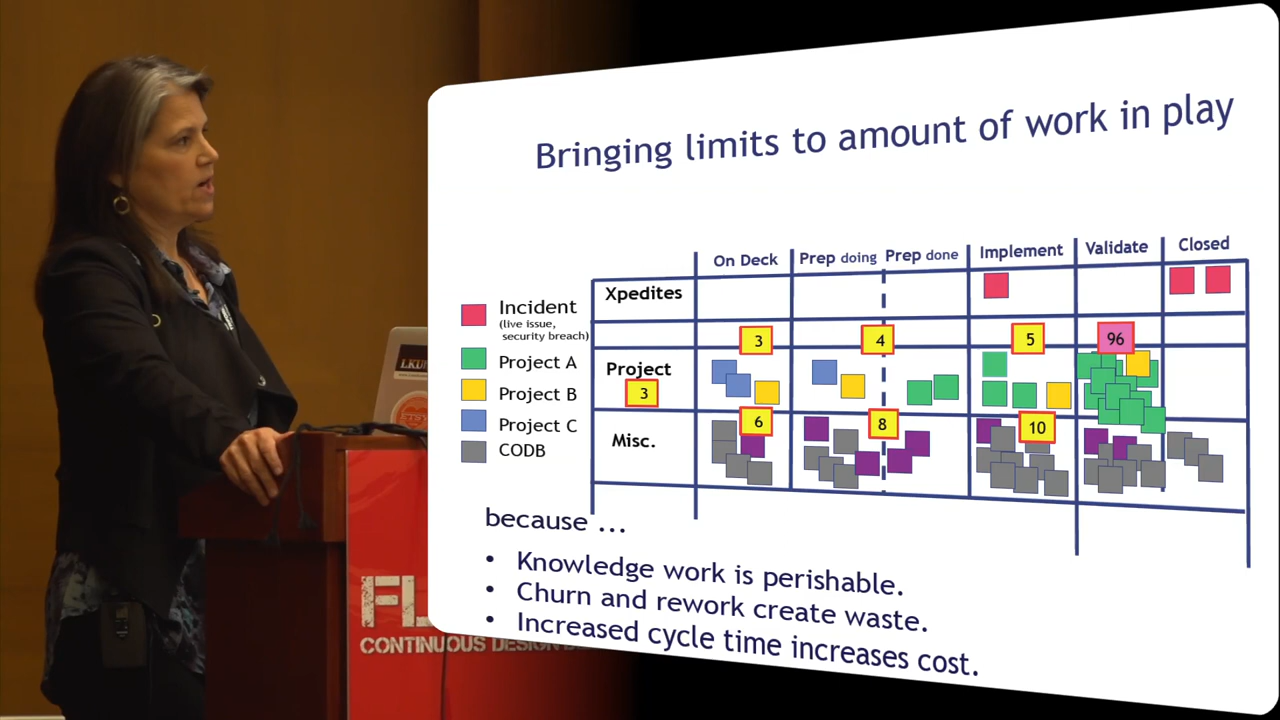 Bringing limits to amount of work in play
On Deck
Prep doing
Prep done
Implement
Validate
Closed
Xpedites
Incident
(live issue,
security breach)
3
4
5
96
Project A
Project
3
Project B
Project C
6
8
10
Misc.
CODB
because ...
• Knowledge work is perishable.
• Churn and rework create waste.
• Increased cycle time increases cost.
FL
CONTINUOUS DESIGN